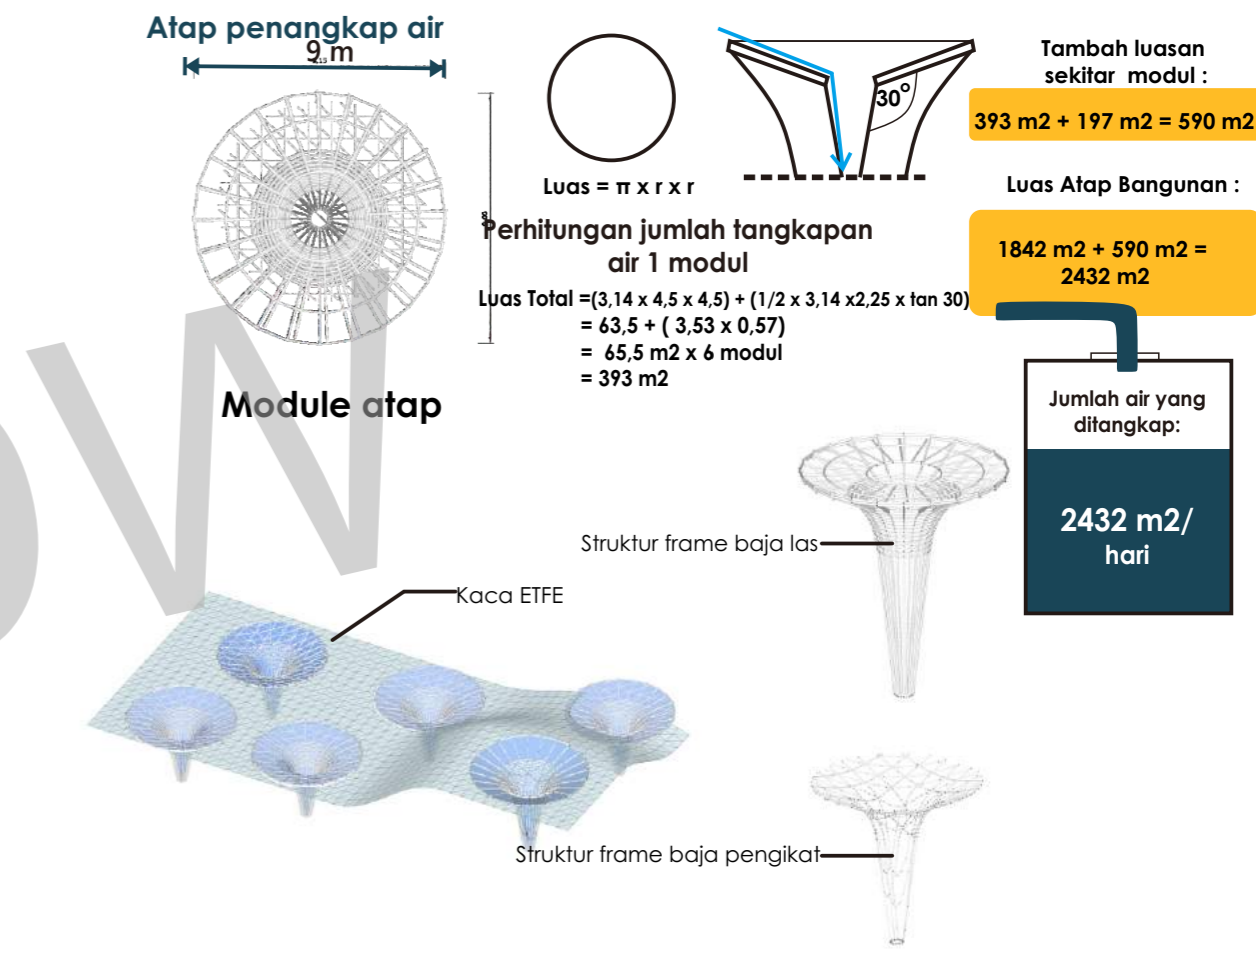 Atap penangkap air
9 m
Module atap
Luas = π x r x r
30°
Perhitungan jumlah tangkapan
air 1 modul
Luas Total =(3,14 x 4,5 x 4,5) + (1/2 x 3,14 x2,25 x tan 30)
= 63,5 + ( 3,53 x 0,57)
= 65,5 m2 x 6 modul
= 393 m2
Tambah luasan
sekitar modul :
393 m2 + 197 m2 = 590 m2
Luas Atap Bangunan :
1842 m2 + 590 m2 =
2432 m2
Jumlah air yang
ditangkap:
2432 m2/
hari
Struktur frame baja las
Kaca ETFE
Struktur frame baja pengikat